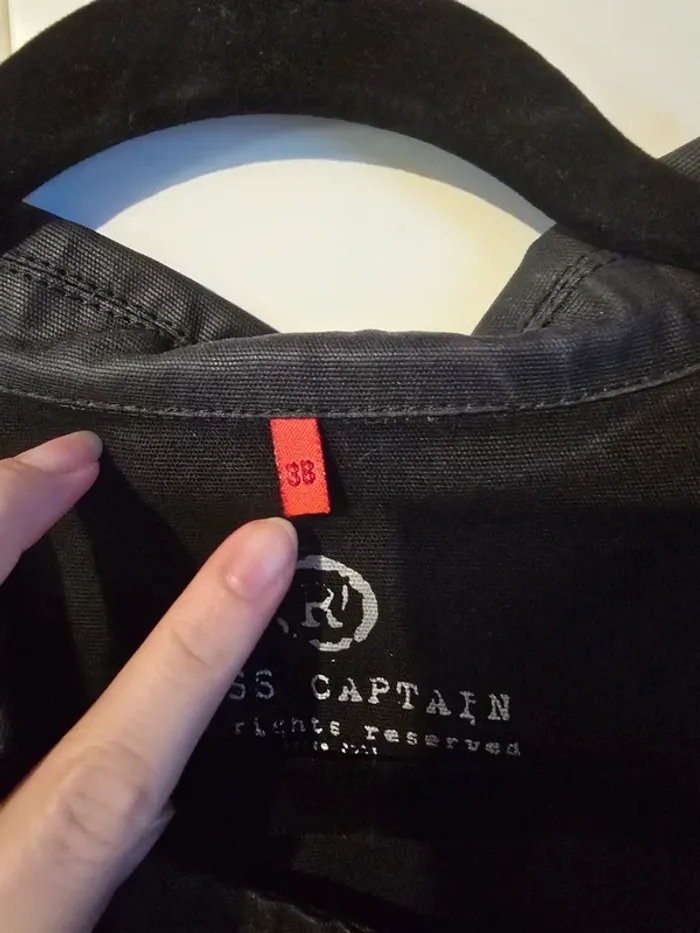 38
R
SS CAPTAIN
rights reserved